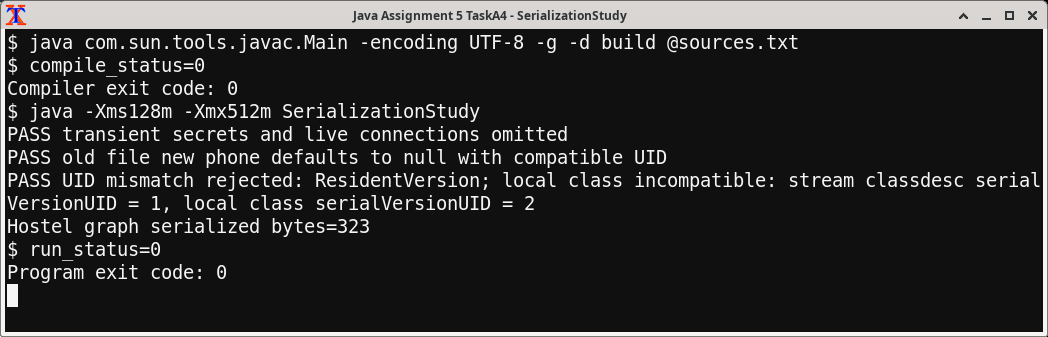 Java Assignment 5 TaskA4 - SerializationStudy
$ java com.sun.tools.javac.Main -encoding UTF-8 -g -d build @sources.txt
$ compile_status=0
Compiler exit code: 0
$ java -Xms128m -Xmx512m SerializationStudy
PASS transient secrets and live connections omitted
PASS old file new phone defaults to null with compatible UID
PASS UID mismatch rejected: ResidentVersion; local class incompatible: stream classdesc serial
VersionUID = 1, local class serialVersionUID = 2
Hostel graph serialized bytes=323
$ run_status=0
Program exit code: 0